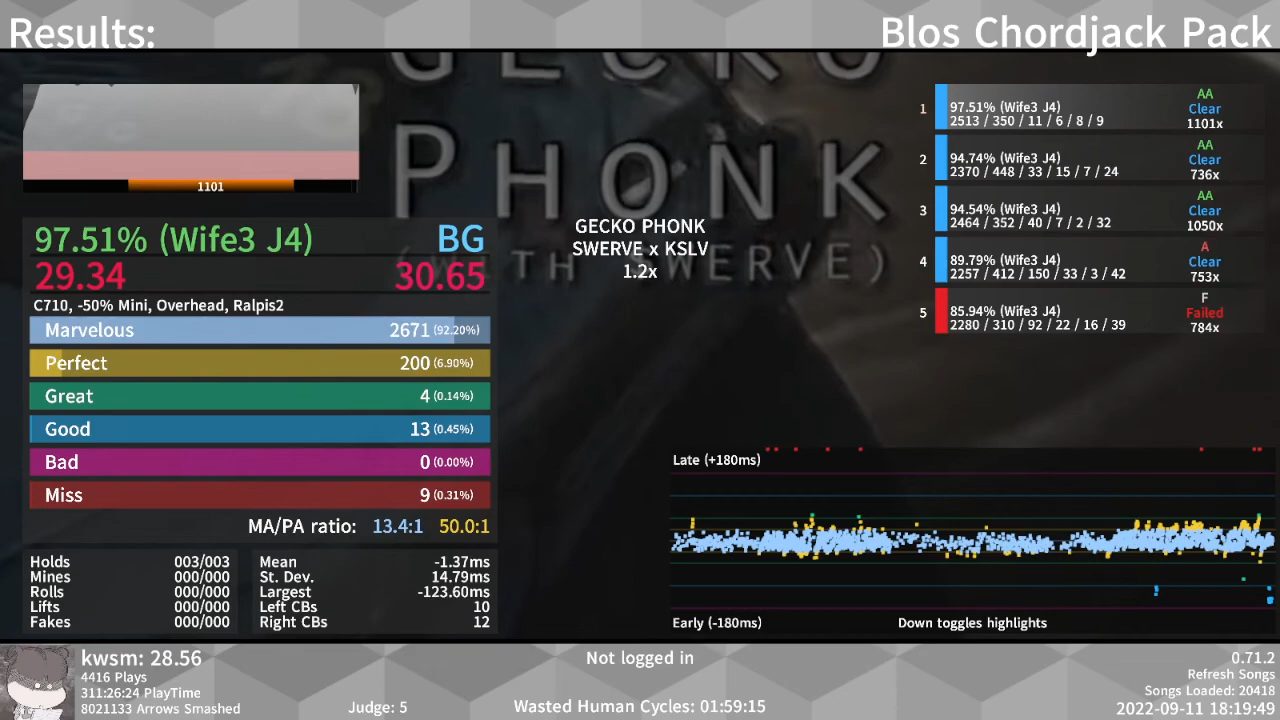 Results:
Blos Chordjack Pack
GECKO
PHONK
(WITH SWERVE)
1101
97.51% (Wife3 J4)
BG
29.34
30.65
C710, -50% Mini, Overhead, Ralpis2
Marvelous 2671 (92.20%)
Perfect 200 (6.90%)
Great 4 (0.14%)
Good 13 (0.45%)
Bad 0 (0.00%)
Miss 9 (0.31%)
MA/PA ratio: 13.4:1 50.0:1
Holds 003/003
Mines 000/000
Rolls 000/000
Lifts 000/000
Fakes 000/000
Mean -1.37ms
St. Dev. 14.79ms
Largest -123.60ms
Left CBs 10
Right CBs 12
GECKO PHONK
SWERVE x KSLV
1.2x
1
97.51% (Wife3 J4)
2513 / 350 / 11 / 6 / 8 / 9
AA
Clear
1101x
2
94.74% (Wife3 J4)
2370 / 448 / 33 / 15 / 7 / 24
AA
Clear
736x
3
94.54% (Wife3 J4)
2464 / 352 / 40 / 7 / 2 / 32
AA
Clear
1050x
4
89.79% (Wife3 J4)
2257 / 412 / 150 / 33 / 3 / 42
A
Clear
753x
5
85.94% (Wife3 J4)
2280 / 310 / 92 / 22 / 16 / 39
F
Failed
784x
Late (+180ms)
Early (-180ms)
Down toggles highlights
kwsm: 28.56
4416 Plays
311:26:24 PlayTime
8021133 Arrows Smashed
Judge: 5
Not logged in
Wasted Human Cycles: 01:59:15
0.71.2
Refresh Songs
Songs Loaded: 20418
2022-09-11 18:19:49